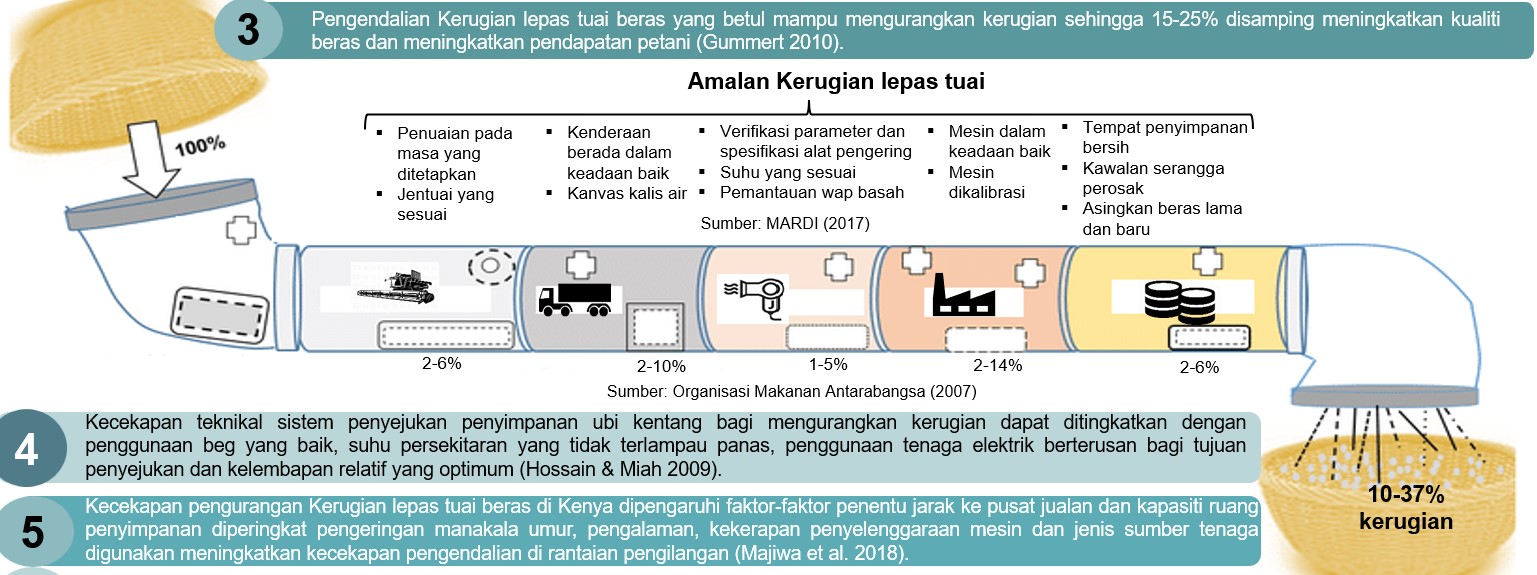 3
Pengendalian Kerugian lepas tuai beras yang betul mampu mengurangkan kerugian sehingga 15-25% disamping meningkatkan kualiti
beras dan meningkatkan pendapatan petani (Gummert 2010).
Amalan Kerugian lepas tuai
100%
▪ Penuaian pada
masa yang
ditetapkan
▪ Jentuai yang
sesuai
▪ Kenderaan
berada dalam
keadaan baik
▪ Kanvas kalis air
▪ Verifikasi parameter dan
spesifikasi alat pengering
▪ Suhu yang sesuai
▪ Pemantauan wap basah
▪ Mesin dalam
keadaan baik
▪ Mesin
dikalibrasi
▪ Tempat penyimpanan
bersih
▪ Kawalan serangga
perosak
▪ Asingkan beras lama
dan baru
Sumber: MARDI (2017)
2-6%
2-10%
1-5%
2-14%
2-6%
Sumber: Organisasi Makanan Antarabangsa (2007)
10-37%
kerugian
4
Kecekapan teknikal sistem penyejukan penyimpanan ubi kentang bagi mengurangkan kerugian dapat ditingkatkan dengan
penggunaan beg yang baik, suhu persekitaran yang tidak terlampau panas, penggunaan tenaga elektrik berterusan bagi tujuan
penyejukan dan kelembapan relatif yang optimum (Hossain & Miah 2009).
5
Kecekapan pengurangan Kerugian lepas tuai beras di Kenya dipengaruhi faktor-faktor penentu jarak ke pusat jualan dan kapasiti ruang
penyimpanan diperingkat pengeringan manakala umur, pengalaman, kekerapan penyelenggaraan mesin dan jenis sumber tenaga
digunakan meningkatkan kecekapan pengendalian di rantaian pengilangan (Majiwa et al. 2018).